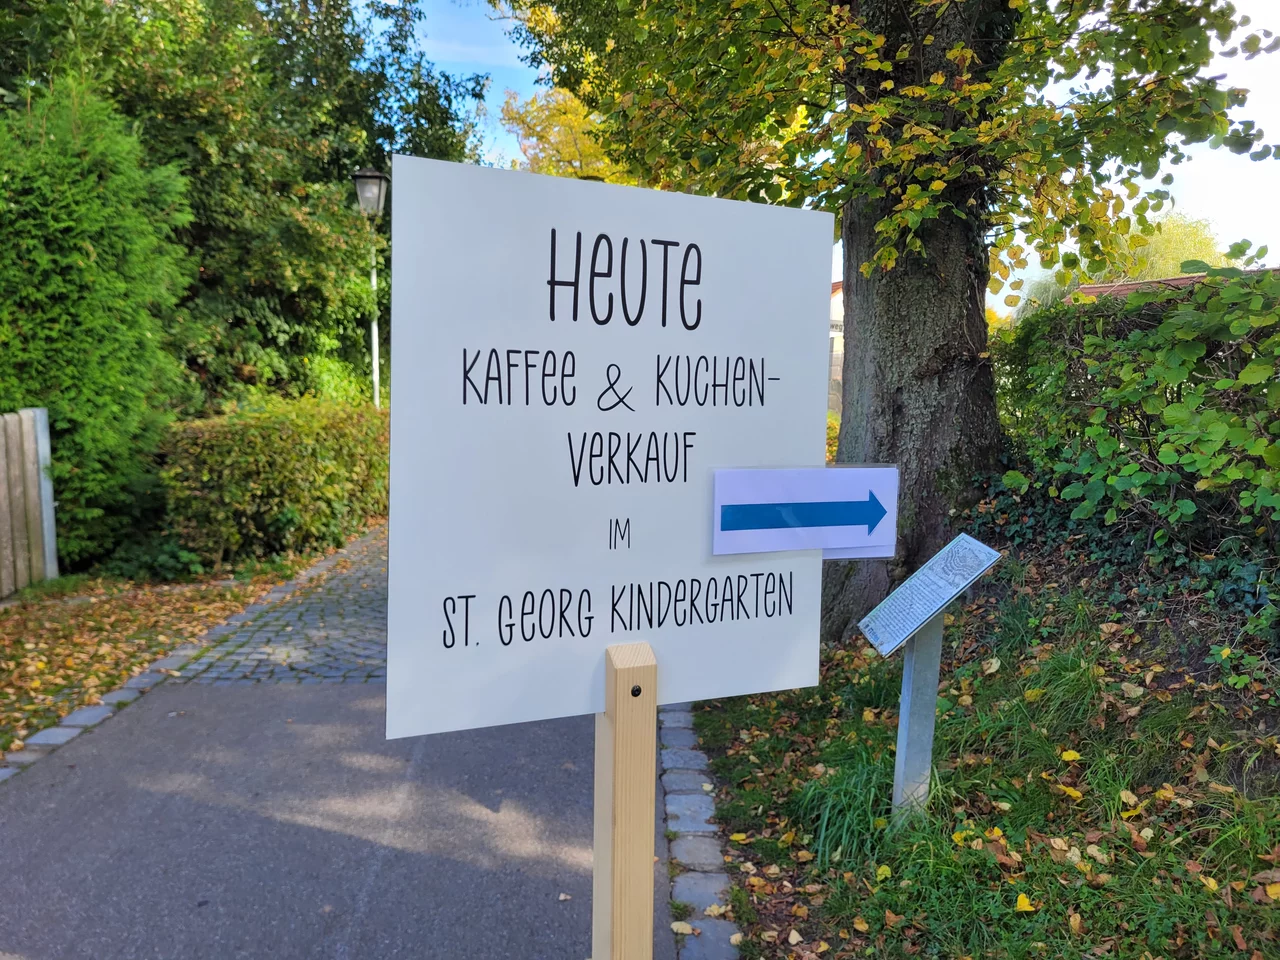 HEUTE
KAFFEE & KUCHEN-
VERKAUF
IM
ST. GEORG KINDERGARTEN